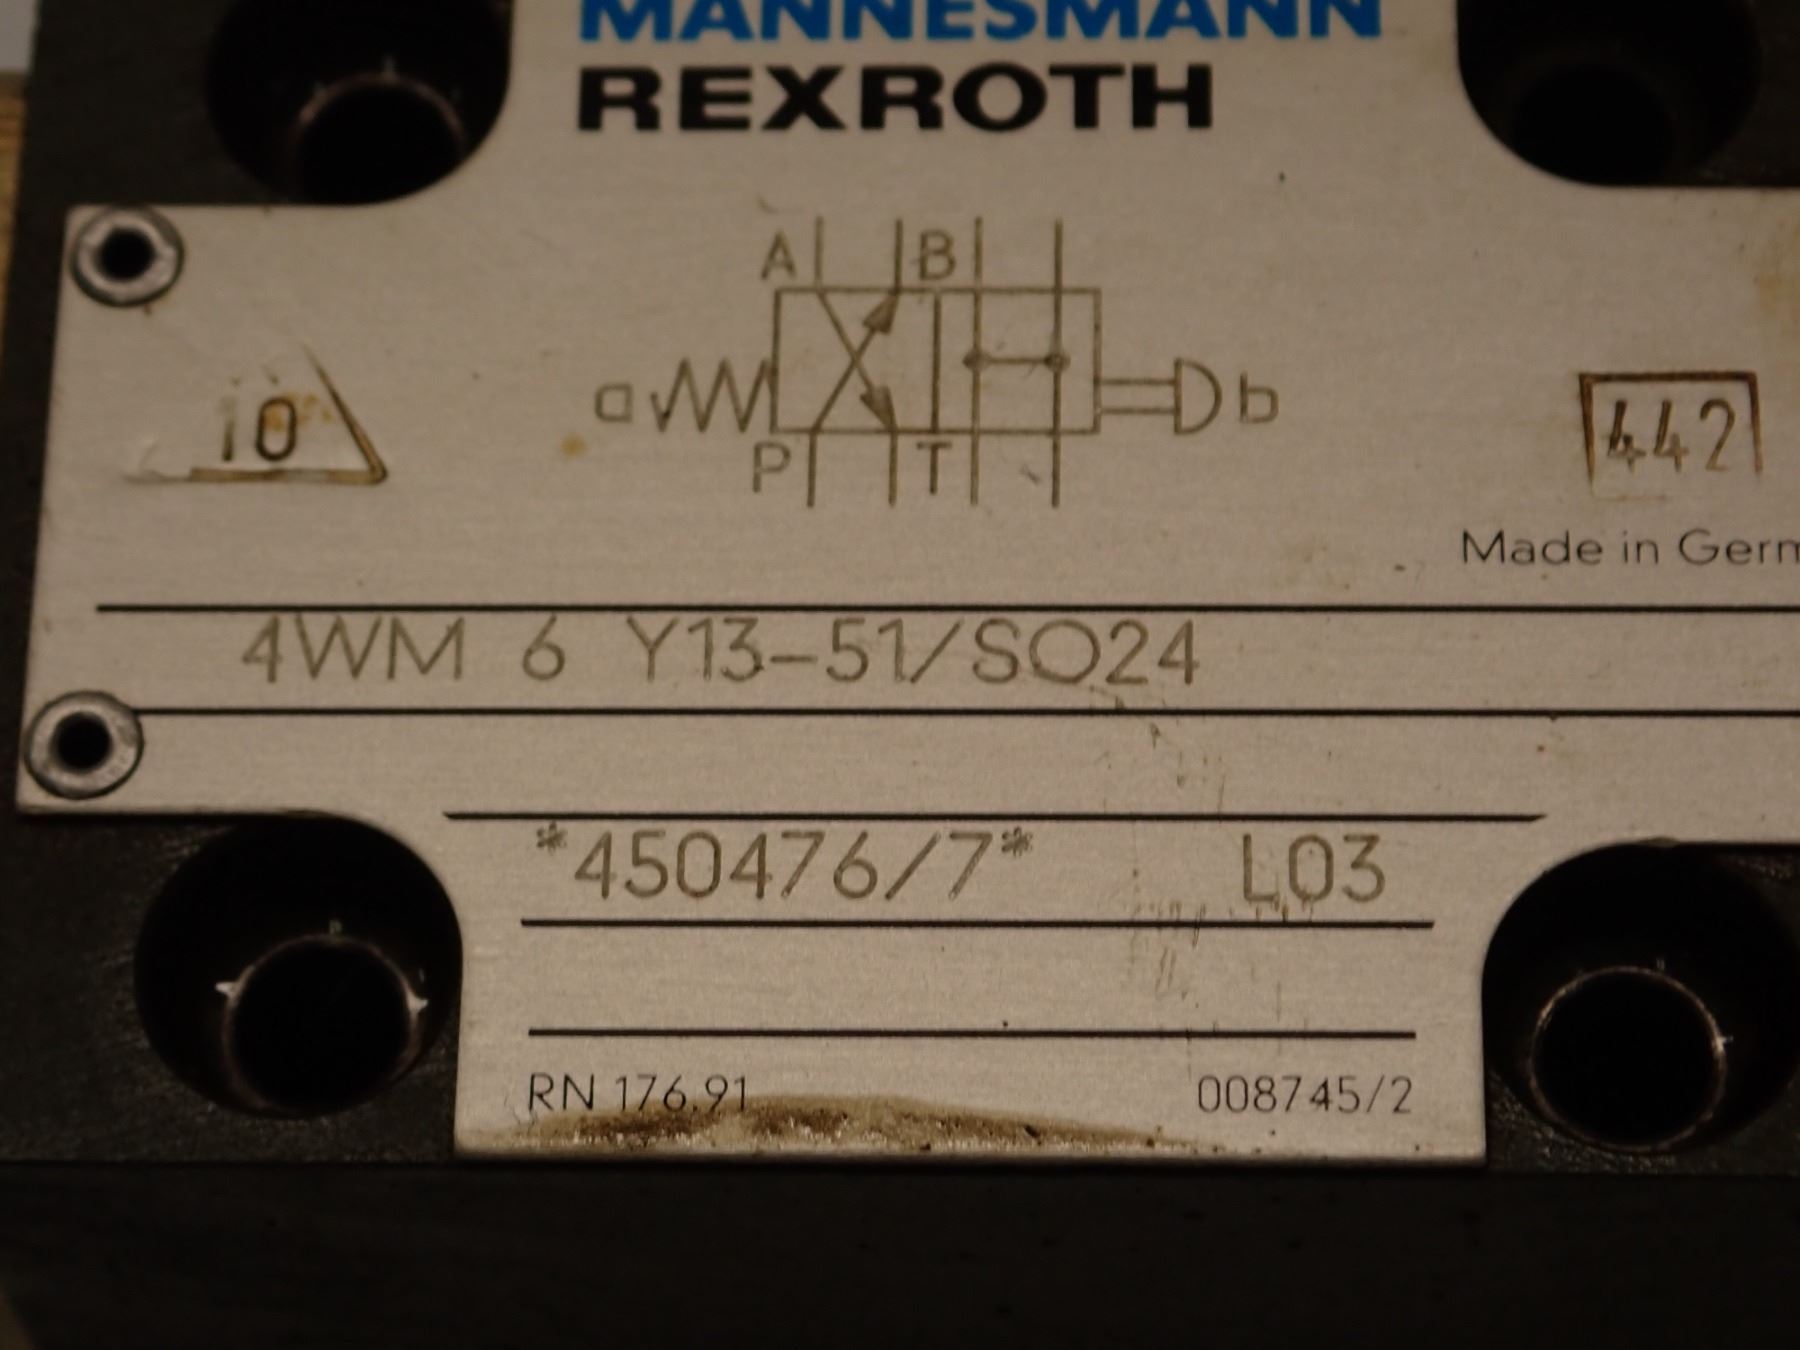 MANNESMANN
REXROTH
A B
a b
P T
10
442
Made in Germ
4WM 6 Y13-51/SO24
*450476/7* L03
RN 176.91 008745/2